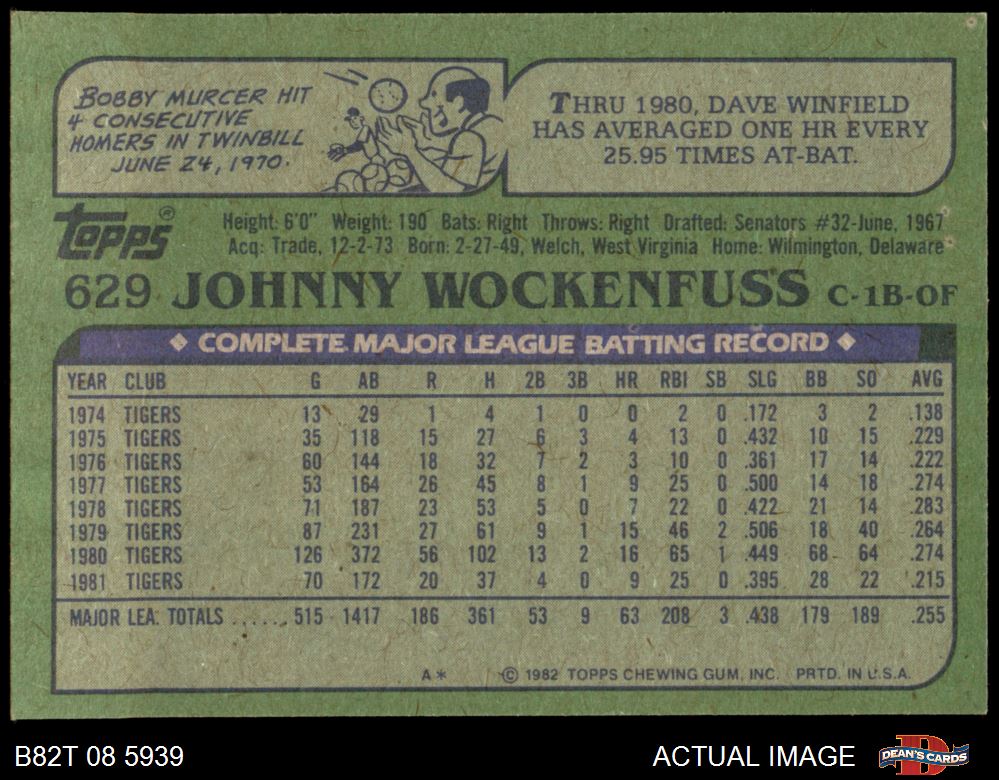 BOBBY MURCER HIT
4 CONSECUTIVE
HOMERS IN TWINBILL
JUNE 24, 1970.
THRU 1980, DAVE WINFIELD
HAS AVERAGED ONE HR EVERY
25.95 TIMES AT-BAT.
Topps®
Height: 6'0" Weight: 190 Bats: Right Throws: Right Drafted: Senators #32-June, 1967
Acq: Trade, 12-2-73 Born: 2-27-49, Welch, West Virginia Home: Wilmington, Delaware
629 JOHNNY WOCKENFUSS C-1B-OF
COMPLETE MAJOR LEAGUE BATTING RECORD
YEAR CLUB G AB R H 2B 3B HR RBI SB SLG BB SO AVG
1974 TIGERS 13 29 1 4 1 0 0 2 0 .172 3 2 .138
1975 TIGERS 35 118 15 27 6 3 4 13 0 .432 10 15 .229
1976 TIGERS 60 144 18 32 7 2 3 10 0 .361 17 14 .222
1977 TIGERS 53 164 26 45 8 1 9 25 0 .500 14 18 .274
1978 TIGERS 71 187 23 53 5 0 7 22 0 .422 21 14 .283
1979 TIGERS 87 231 27 61 9 1 15 46 2 .506 18 40 .264
1980 TIGERS 126 372 56 102 13 2 16 65 1 .449 68 64 .274
1981 TIGERS 70 172 20 37 4 0 9 25 0 .395 28 22 .215
MAJOR LEA. TOTALS ...... 515 1417 186 361 53 9 63 208 3 .438 179 189 .255
A* © 1982 TOPPS CHEWING GUM, INC. PRTD. IN U.S.A.
B82T 08 5939
ACTUAL IMAGE
DEAN'S CARDS